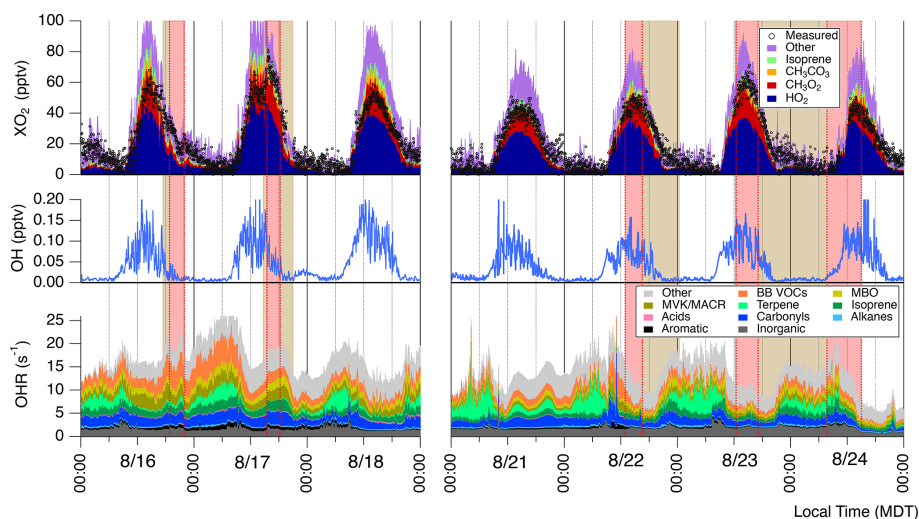 100
80
60
40
20
0
XO2 (pptv)
Measured
Other
Isoprene
CH3CO3
CH3O2
HO2
0.20
0.15
0.10
0.05
0.00
OH (pptv)
Other
BB VOCs
MBO
MVK/MACR
Terpene
Isoprene
Acids
Carbonyls
Alkanes
Aromatic
Inorganic
25
20
15
10
5
0
OHR (s-1)
8/16 8/17 8/18 8/21 8/22 8/23 8/24
00:00 00:00 00:00 00:00 00:00 00:00 00:00 00:00 00:00
Local Time (MDT)